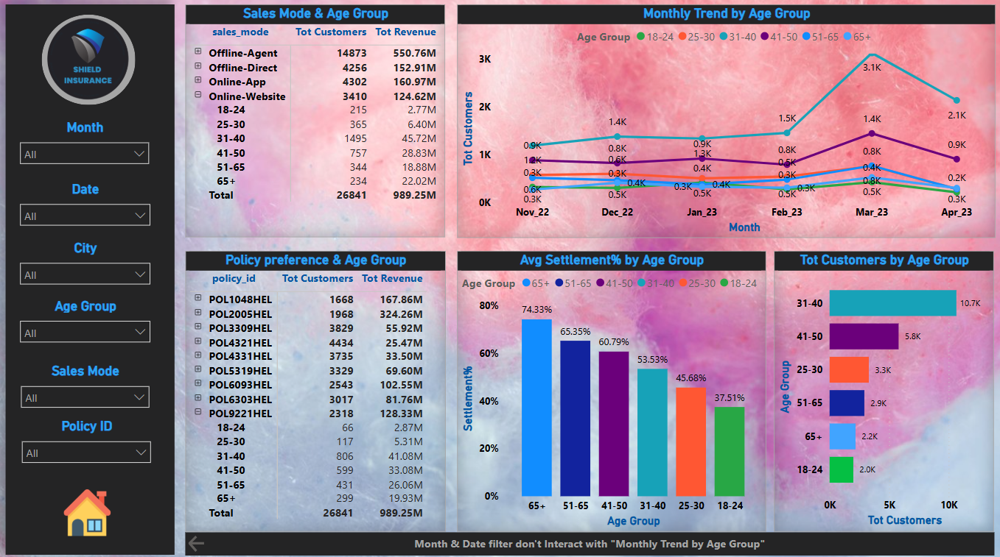 SHIELD
INSURANCE
Month
All
Date
All
City
All
Age Group
All
Sales Mode
All
Policy ID
All
Sales Mode & Age Group
sales_mode Tot Customers Tot Revenue
Offline-Agent 14873 550.76M
Offline-Direct 4256 152.91M
Online-App 4302 160.97M
Online-Website 3410 124.62M
18-24 215 2.77M
25-30 365 6.40M
31-40 1495 45.72M
41-50 757 28.83M
51-65 344 18.88M
65+ 234 22.02M
Total 26841 989.25M
Monthly Trend by Age Group
Age Group 18-24 25-30 31-40 41-50 51-65 65+
Tot Customers
3K
2K
1K
0K
3.1K
2.1K
1.4K 1.5K 1.4K
0.9K 0.8K 0.9K 0.8K 0.8K 0.9K
1.2K 0.6K 1.3K 0.5K
0.3K 0.3K 0.4K 0.3K 0.4K 0.2K
0.6K 0.4K 0.3K 0.4K 0.3K 0.8K
0.3K 0.5K 0.5K 0.5K 0.5K 0.3K
Nov_22 Dec_22 Jan_23 Feb_23 Mar_23 Apr_23
Month
Policy preference & Age Group
policy_id Tot Customers Tot Revenue
POL1048HEL 1668 167.86M
POL2005HEL 1968 324.26M
POL3309HEL 3829 55.92M
POL4321HEL 4434 25.47M
POL4331HEL 3735 33.50M
POL5319HEL 3329 69.60M
POL6093HEL 2543 102.55M
POL6303HEL 3017 81.76M
POL9221HEL 2318 128.33M
18-24 66 2.87M
25-30 117 5.31M
31-40 806 41.08M
41-50 599 33.08M
51-65 431 26.06M
65+ 299 19.93M
Total 26841 989.25M
Avg Settlement% by Age Group
Age Group 65+ 51-65 41-50 31-40 25-30 18-24
Settlement%
80%
60%
40%
20%
0%
74.33%
65.35%
60.79%
53.53%
45.68%
37.51%
65+ 51-65 41-50 31-40 25-30 18-24
Age Group
Tot Customers by Age Group
Age Group
31-40 10.7K
41-50 5.8K
25-30 3.3K
51-65 2.9K
65+ 2.2K
18-24 2.0K
0K 5K 10K
Tot Customers
Month & Date filter don't Interact with "Monthly Trend by Age Group"